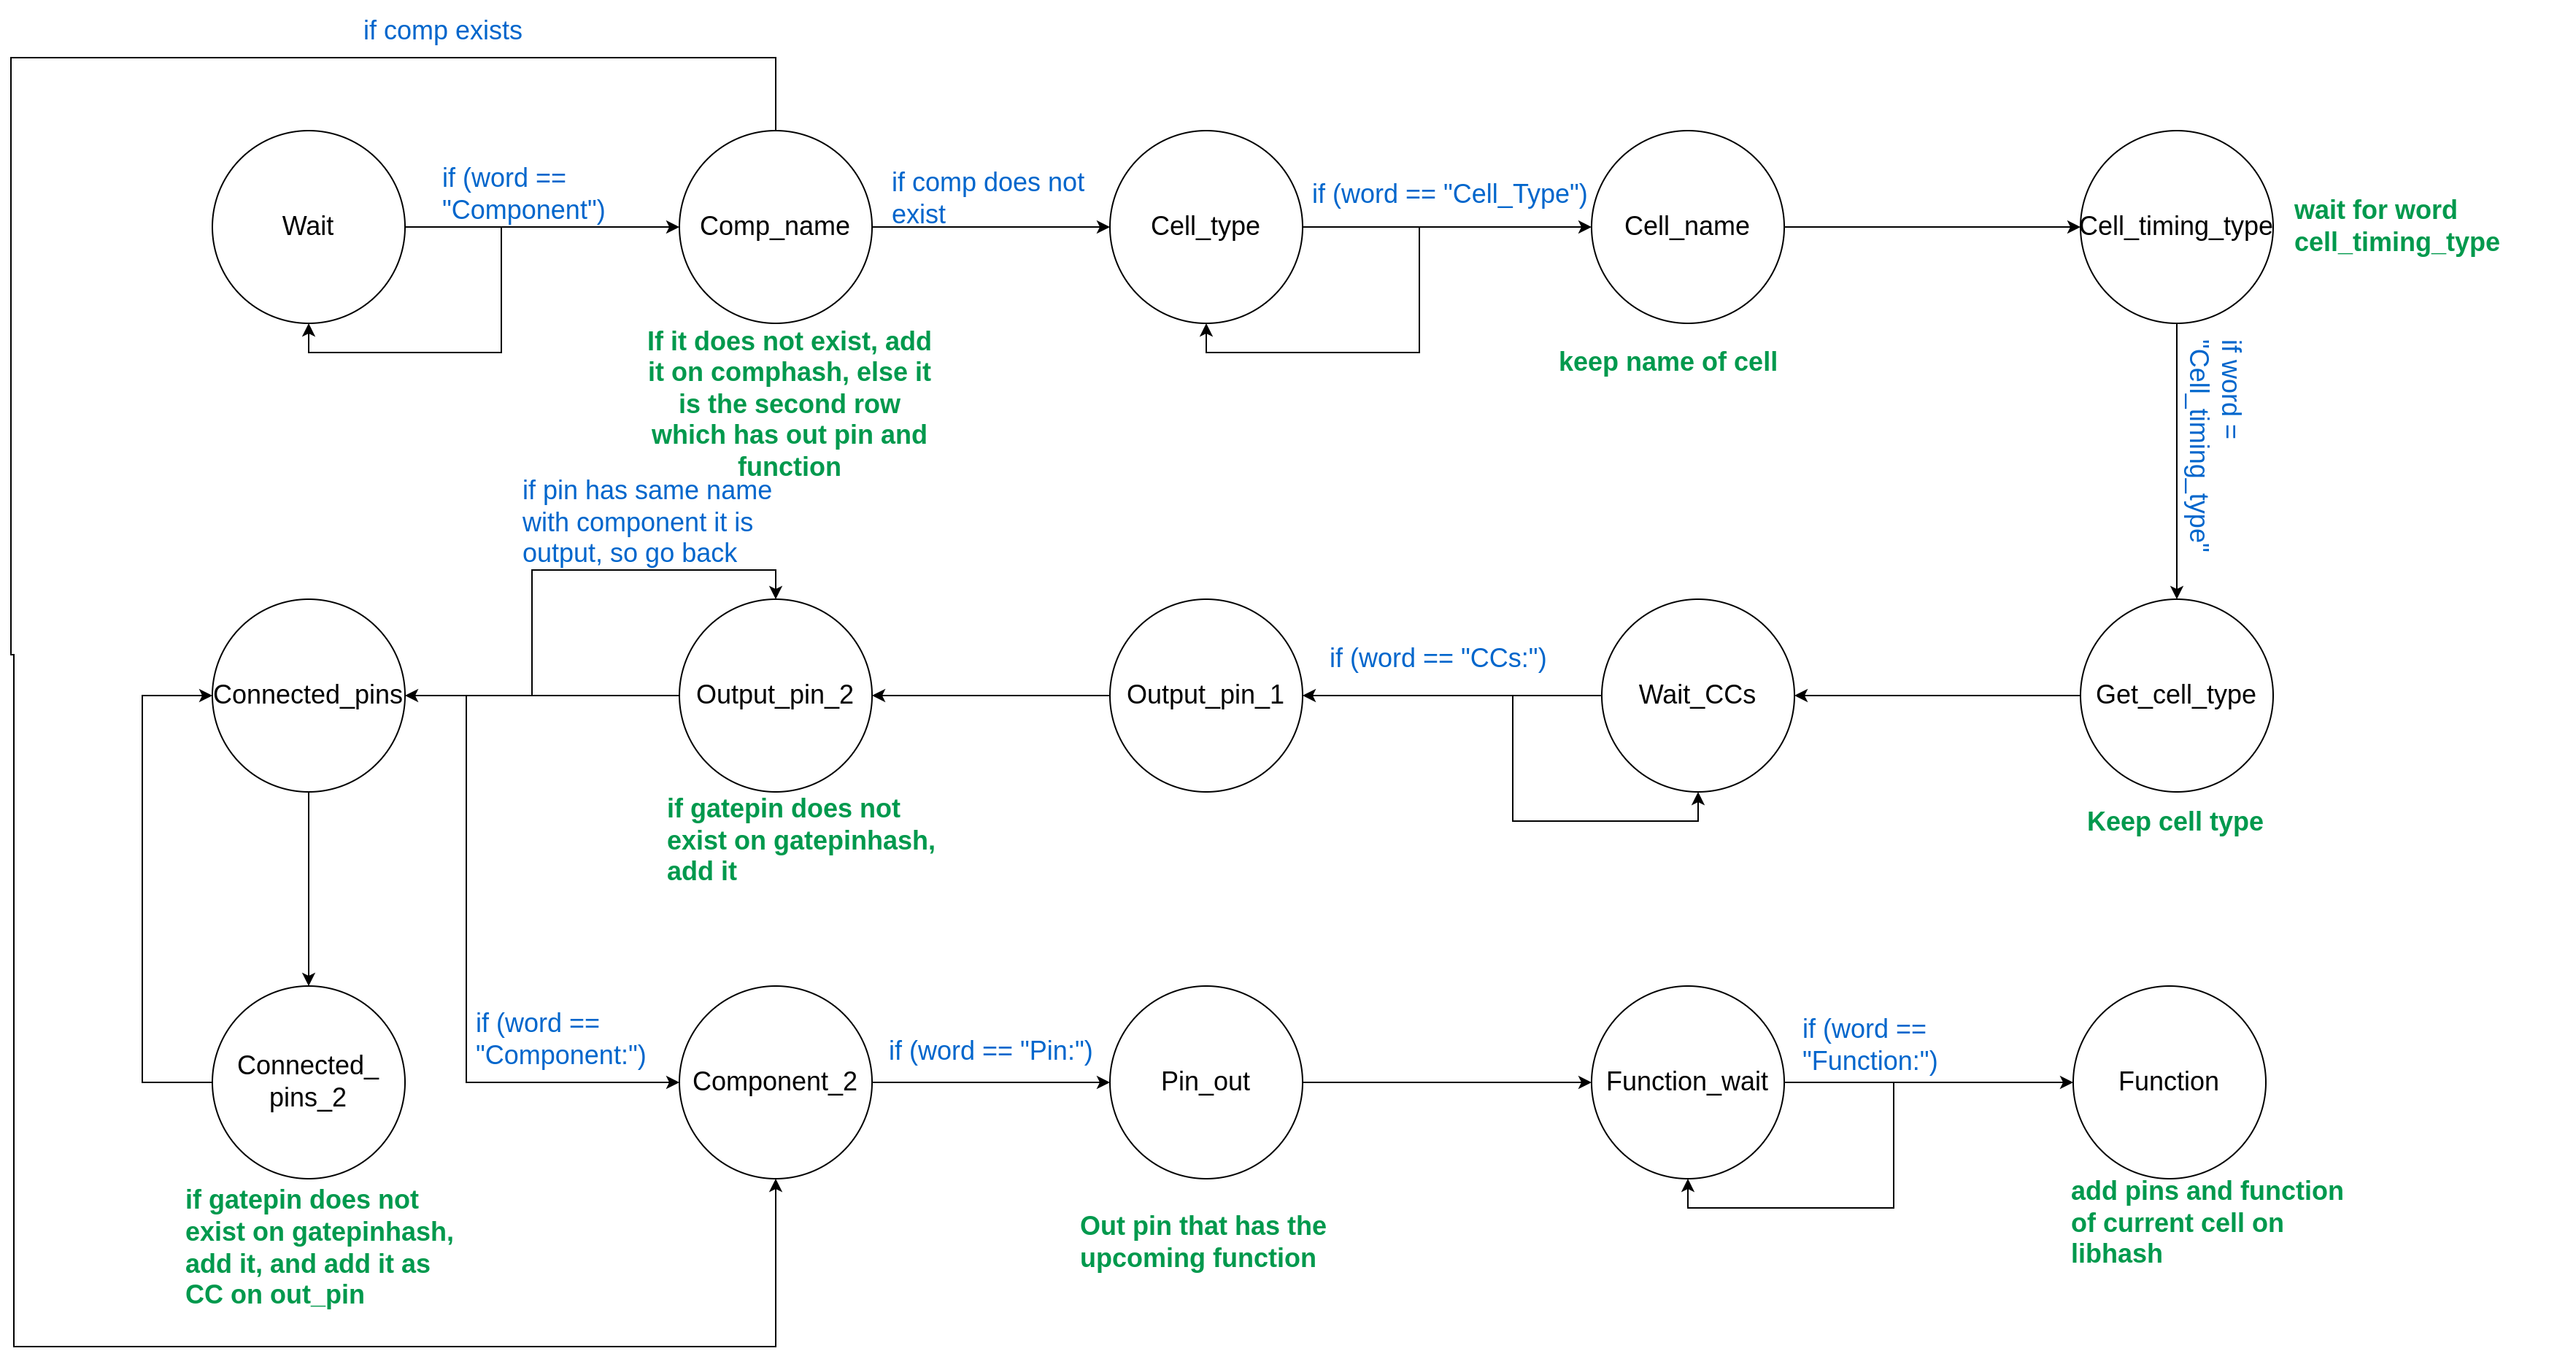 if comp exists
Wait
if (word ==
"Component")
Comp_name
if comp does not
exist
Cell_type
if (word == "Cell_Type")
Cell_name
Cell_timing_type
wait for word
cell_timing_type
If it does not exist, add
it on comphash, else it
is the second row
which has out pin and
function
keep name of cell
if word =
"Cell_timing_type"
if pin has same name
with component it is
output, so go back
Connected_pins
Output_pin_2
Output_pin_1
if (word == "CCs:")
Wait_CCs
Get_cell_type
if gatepin does not
exist on gatepinhash,
add it
Keep cell type
Connected_
pins_2
if (word ==
"Component:")
Component_2
if (word == "Pin:")
Pin_out
Function_wait
if (word ==
"Function:")
Function
if gatepin does not
exist on gatepinhash,
add it, and add it as
CC on out_pin
Out pin that has the
upcoming function
add pins and function
of current cell on
libhash